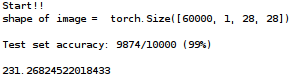 Start!!
shape of image =  torch.Size([60000, 1, 28, 28])
Test set accuracy: 9874/10000 (99%)
231.26824522018433